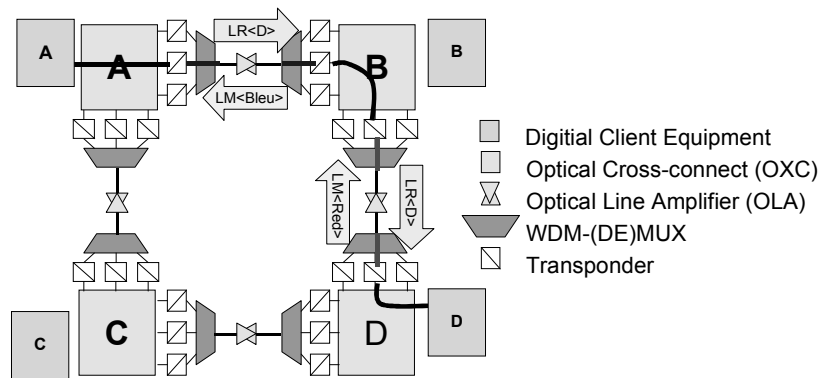 A
A
LR<D>
LM<Bleu>
B
B
LM<Red>
LR<D>
C
C
D
D
Digitial Client Equipment
Optical Cross-connect (OXC)
Optical Line Amplifier (OLA)
WDM-(DE)MUX
Transponder